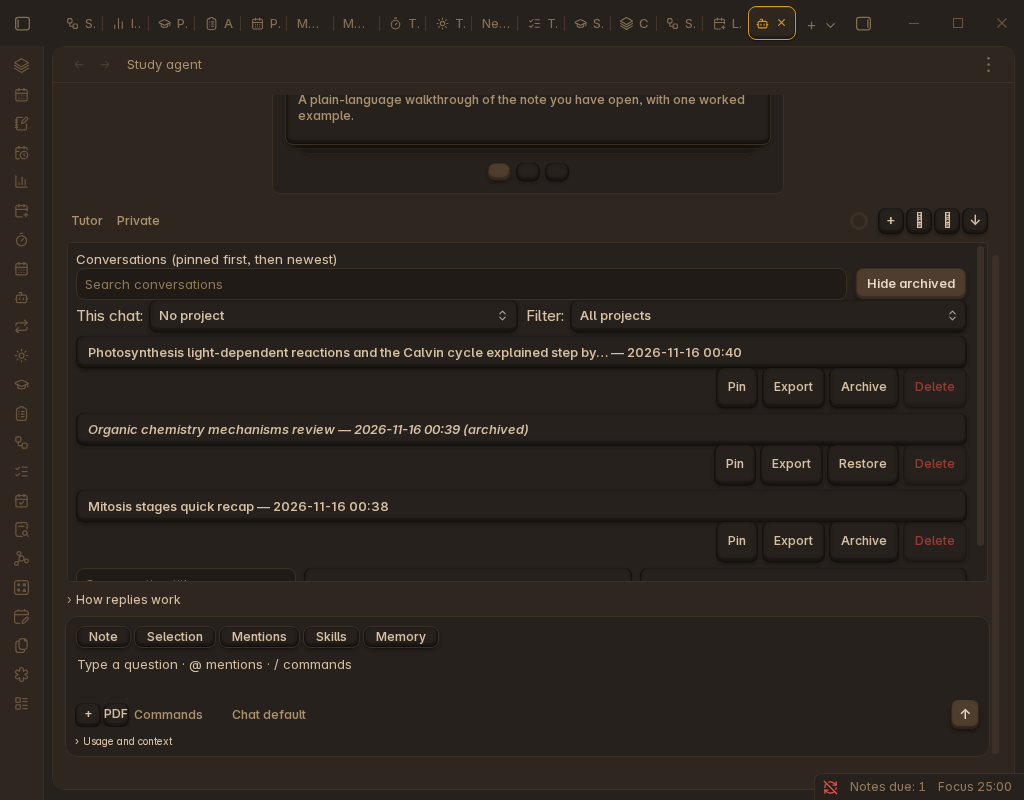 S.
I..
P.
A
P.
M...
M...
T.
T.
Ne...
T.
S.
C
S.
L.
Study agent
A plain-language walkthrough of the note you have open, with one worked
example.
Tutor Private
Conversations (pinned first, then newest)
Search conversations
Hide archived
This chat: No project Filter: All projects
Photosynthesis light-dependent reactions and the Calvin cycle explained step by… — 2026-11-16 00:40
Pin Export Archive Delete
Organic chemistry mechanisms review — 2026-11-16 00:39 (archived)
Pin Export Restore Delete
Mitosis stages quick recap — 2026-11-16 00:38
Pin Export Archive Delete
› How replies work
Note Selection Mentions Skills Memory
Type a question · @ mentions · / commands
+ PDF Commands Chat default
› Usage and context
Notes due: 1 Focus 25:00